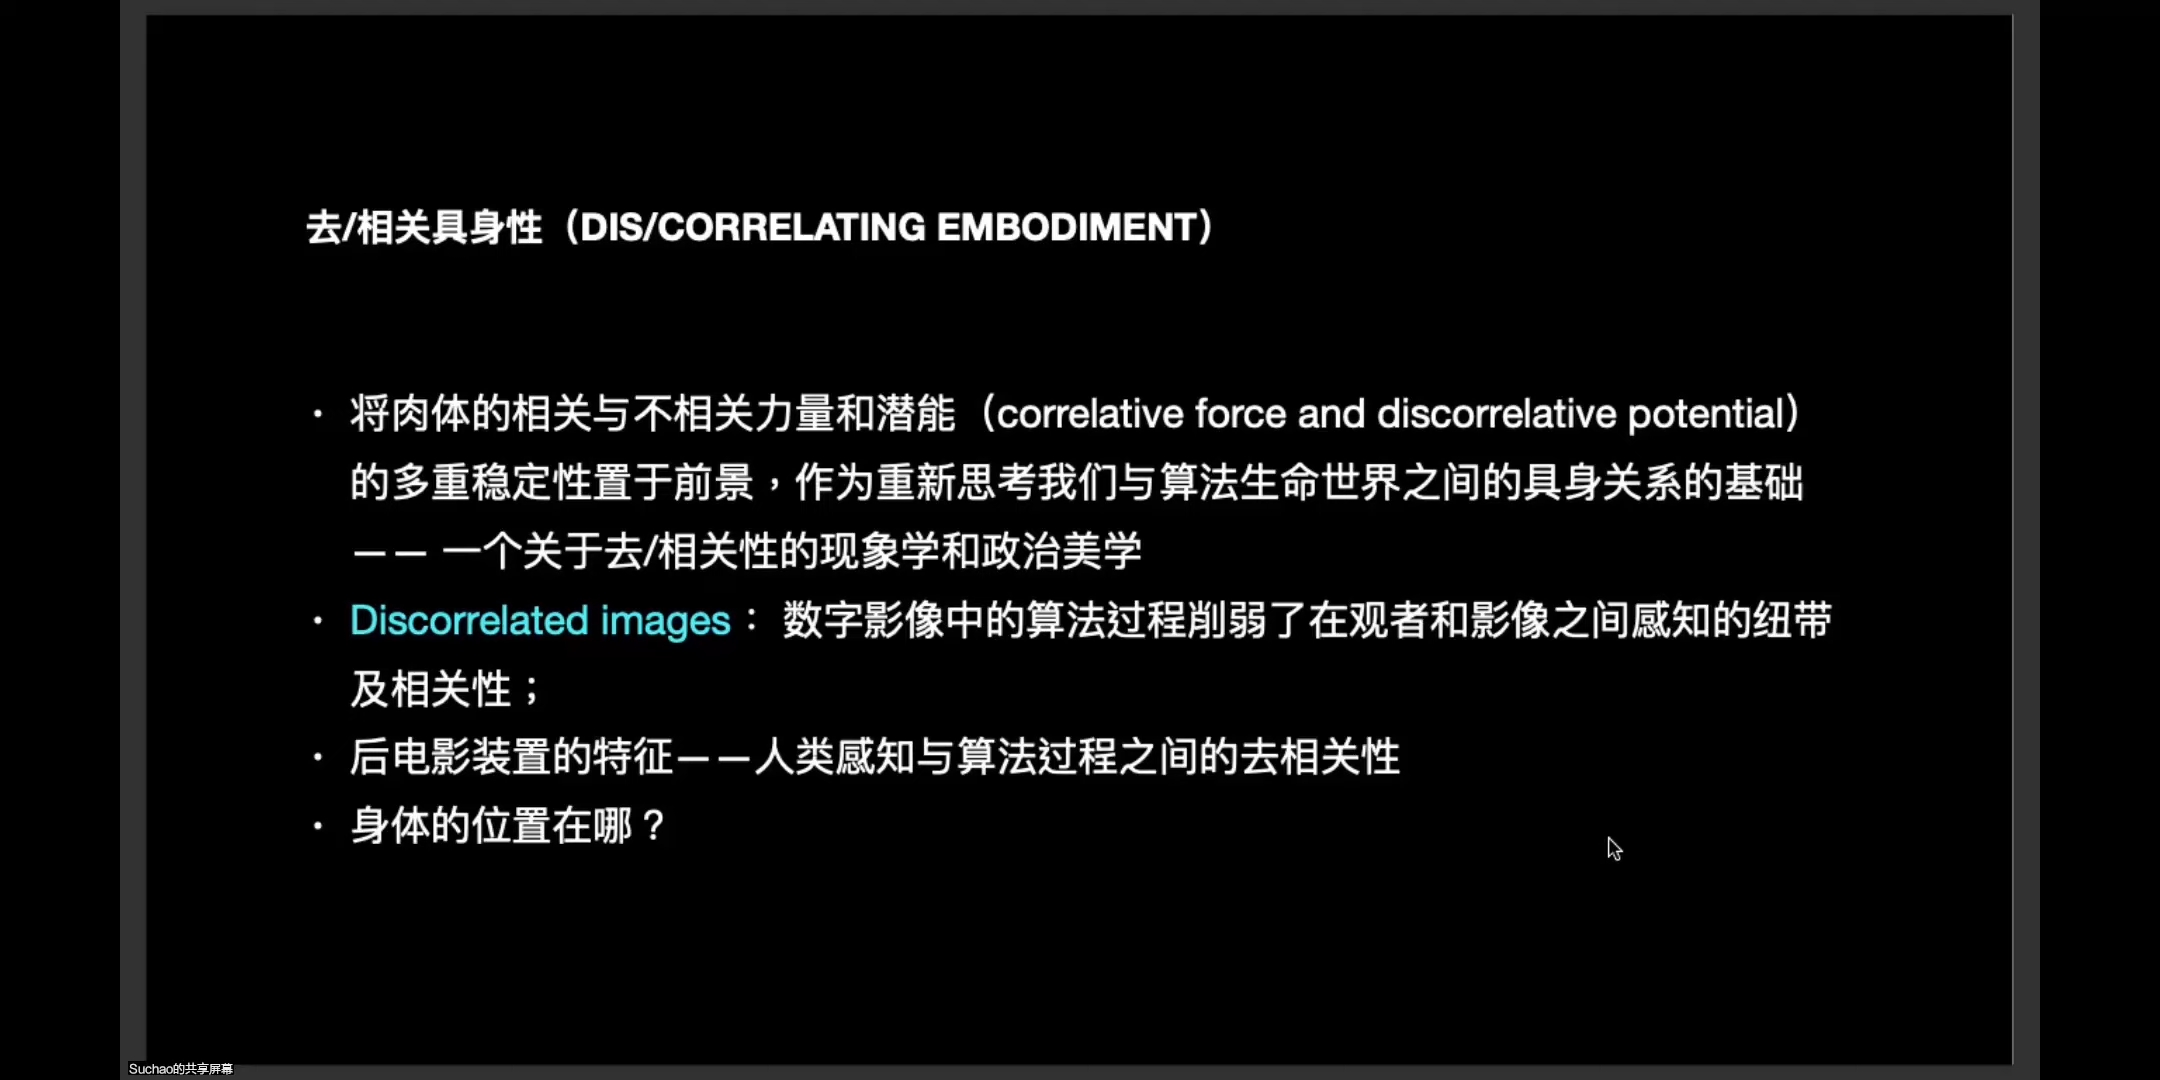 去/相关具身性（DIS/CORRELATING EMBODIMENT）
· 将肉体的相关与不相关力量和潜能（correlative force and discorrelative potential）
的多重稳定性置于前景，作为重新思考我们与算法生命世界之间的具身关系的基础
—— 一个关于去/相关性的现象学和政治美学
· Discorrelated images： 数字影像中的算法过程削弱了在观者和影像之间感知的纽带
及相关性；
· 后电影装置的特征——人类感知与算法过程之间的去相关性
· 身体的位置在哪？
Suchao的共享屏幕